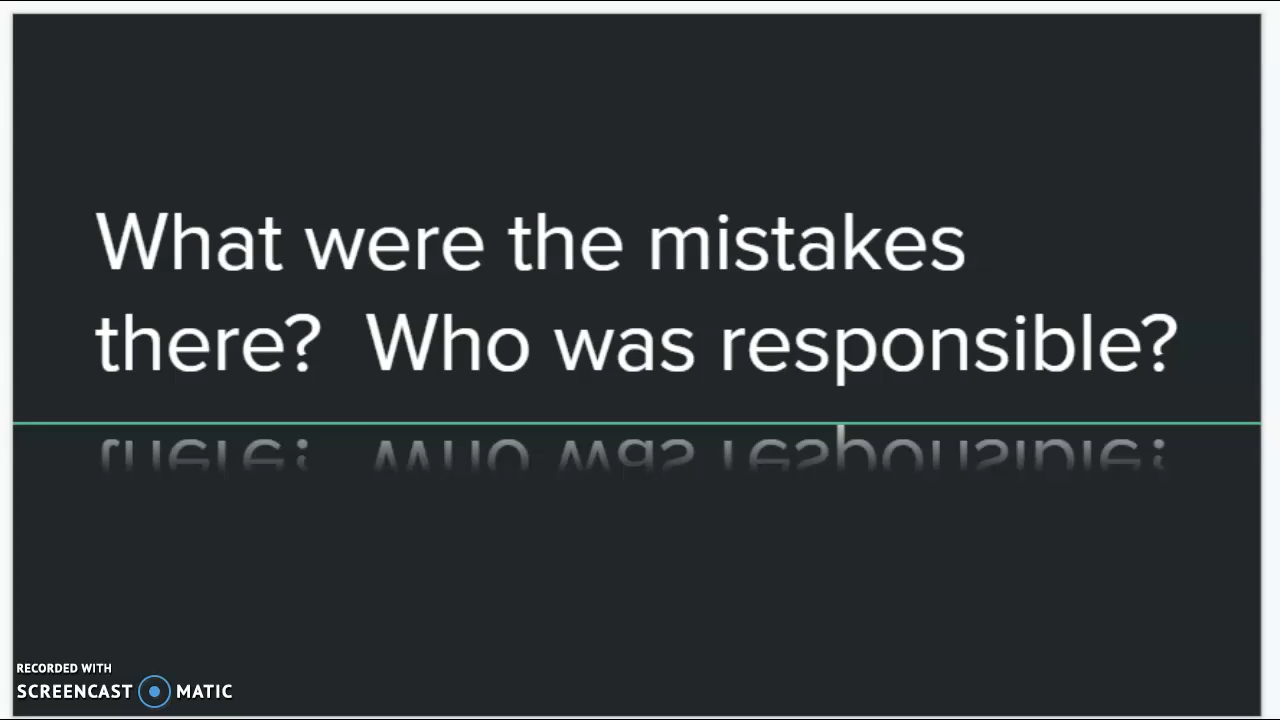 What were the mistakes
there?  Who was responsible?
RECORDED WITH
SCREENCAST MATIC